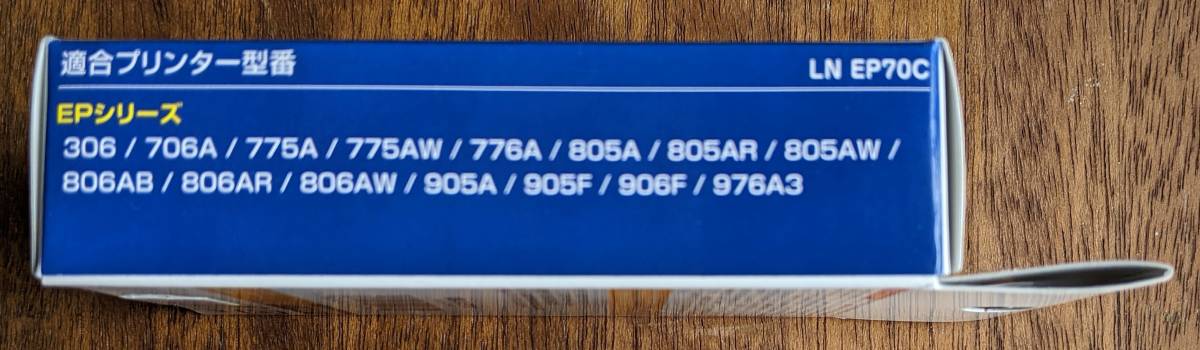 適合プリンター型番
LN EP70C
EPシリーズ
306 / 706A / 775A / 775AW / 776A / 805A / 805AR / 805AW /
806AB / 806AR / 806AW / 905A / 905F / 906F / 976A3